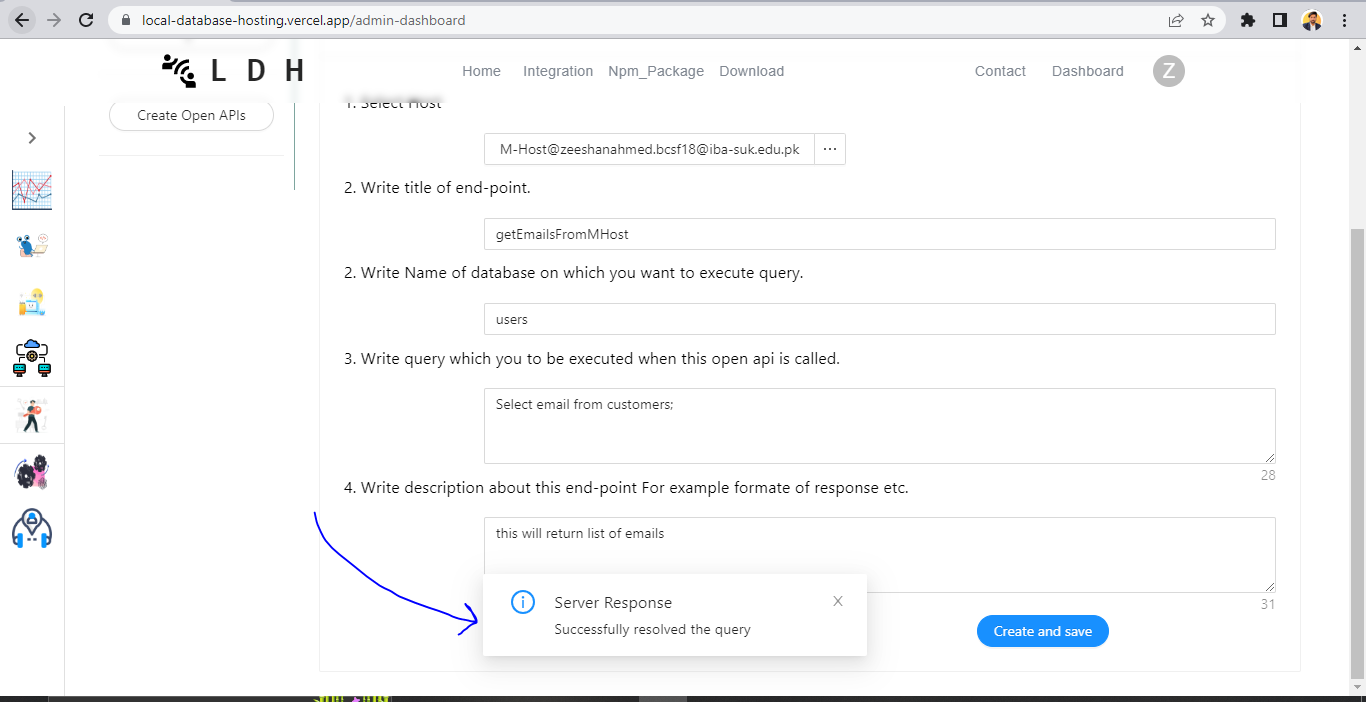 local-database-hosting.vercel.app/admin-dashboard
L D H
Home Integration Npm_Package Download Contact Dashboard Z
1. Select Host
Create Open APIs
M-Host@zeeshanahmed.bcsf18@iba-suk.edu.pk ···
2. Write title of end-point.
getEmailsFromMHost
2. Write Name of database on which you want to execute query.
users
3. Write query which you to be executed when this open api is called.
Select email from customers;
28
4. Write description about this end-point For example formate of response etc.
this will return list of emails
31
Server Response
Successfully resolved the query
Create and save